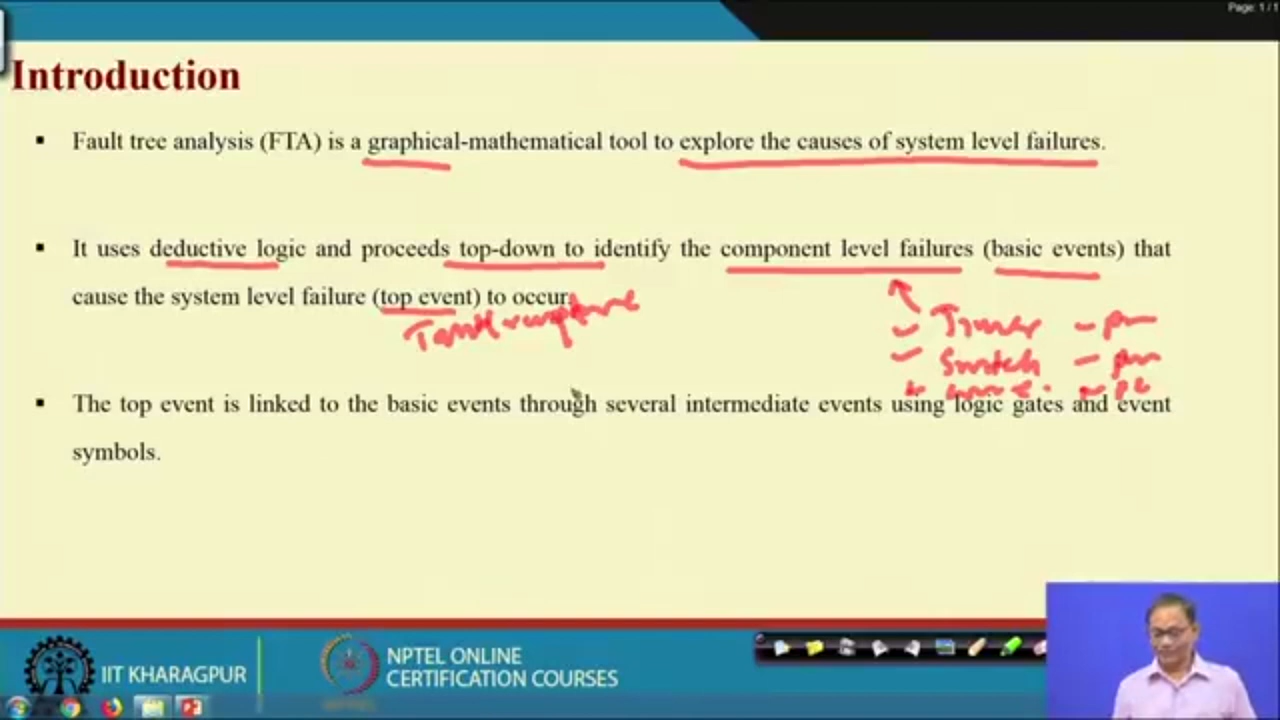 Page: 1 / 1
Introduction
▪ Fault tree analysis (FTA) is a graphical-mathematical tool to explore the causes of system level failures.
▪ It uses deductive logic and proceeds top-down to identify the component level failures (basic events) that
cause the system level failure (top event) to occur.
Tank rupture
Timer
Switch
▪ The top event is linked to the basic events through several intermediate events using logic gates and event
symbols.
IIT KHARAGPUR
NPTEL ONLINE
CERTIFICATION COURSES